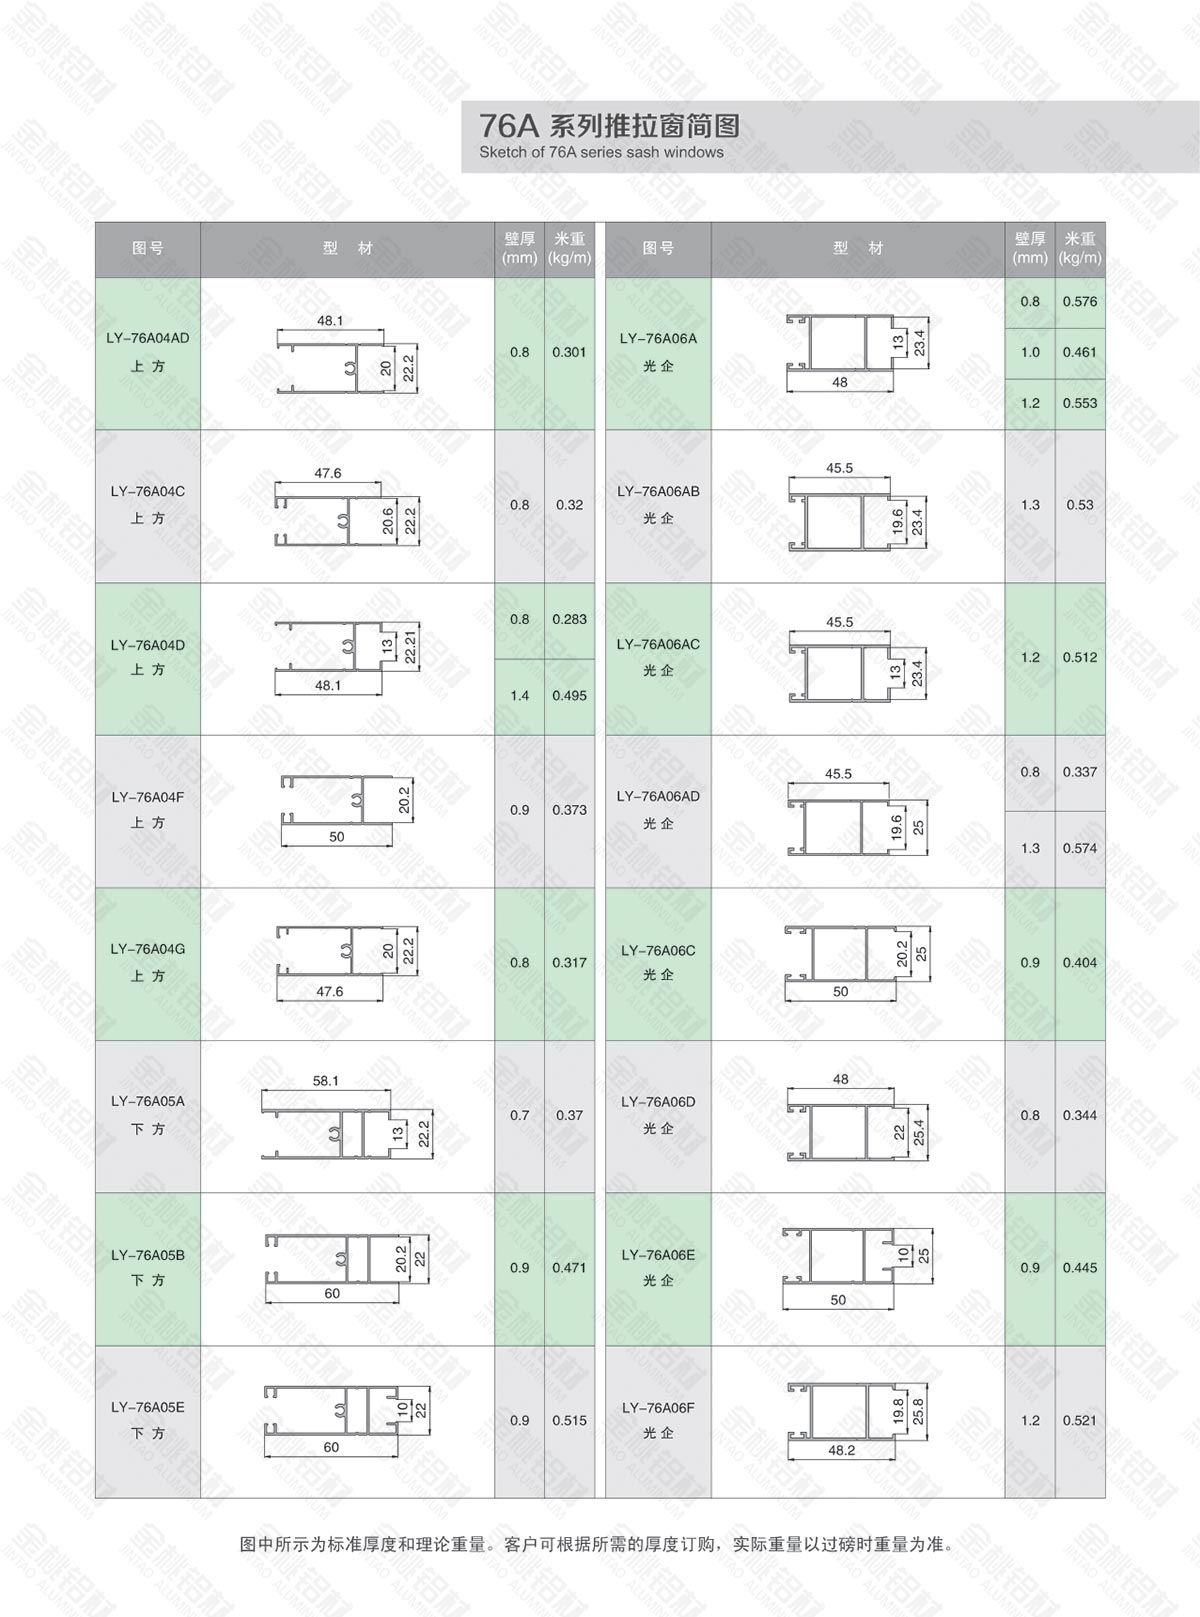 76A 系列推拉窗简图
Sketch of 76A series sash windows
图号 型 材 壁厚 (mm) 米重 (kg/m)
LY-76A04AD
上 方
48.1
20
22.2
0.8 0.301
LY-76A04C
上 方
47.6
20.6
22.2
0.8 0.32
LY-76A04D
上 方
13
22.21
48.1
0.8 0.283
1.4 0.495
LY-76A04F
上 方
20.2
50
0.9 0.373
LY-76A04G
上 方
20
22.2
47.6
0.8 0.317
LY-76A05A
下 方
58.1
13
22.2
0.7 0.37
LY-76A05B
下 方
20.2
22
60
0.9 0.471
LY-76A05E
下 方
10
22
60
0.9 0.515
图号 型 材 壁厚 (mm) 米重 (kg/m)
LY-76A06A
光 企
13
23.4
48
0.8 0.576
1.0 0.461
1.2 0.553
LY-76A06AB
光 企
45.5
19.6
23.4
1.3 0.53
LY-76A06AC
光 企
45.5
13
23.4
1.2 0.512
LY-76A06AD
光 企
45.5
19.6
25
0.8 0.337
1.3 0.574
LY-76A06C
光 企
20.2
25
50
0.9 0.404
LY-76A06D
光 企
48
22
25.4
0.8 0.344
LY-76A06E
光 企
10
25
50
0.9 0.445
LY-76A06F
光 企
19.8
25.8
48.2
1.2 0.521
图中所示为标准厚度和理论重量。客户可根据所需的厚度订购，实际重量以过磅时重量为准。
金桃铝材
JINTAO ALUMINIUM